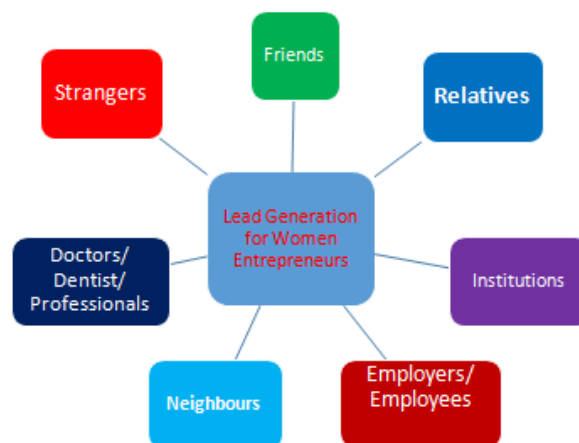 Friends
Strangers
Relatives
Lead Generation
for Women
Entrepreneurs
Doctors/
Dentist/
Professionals
Institutions
Neighbours
Employers/
Employees